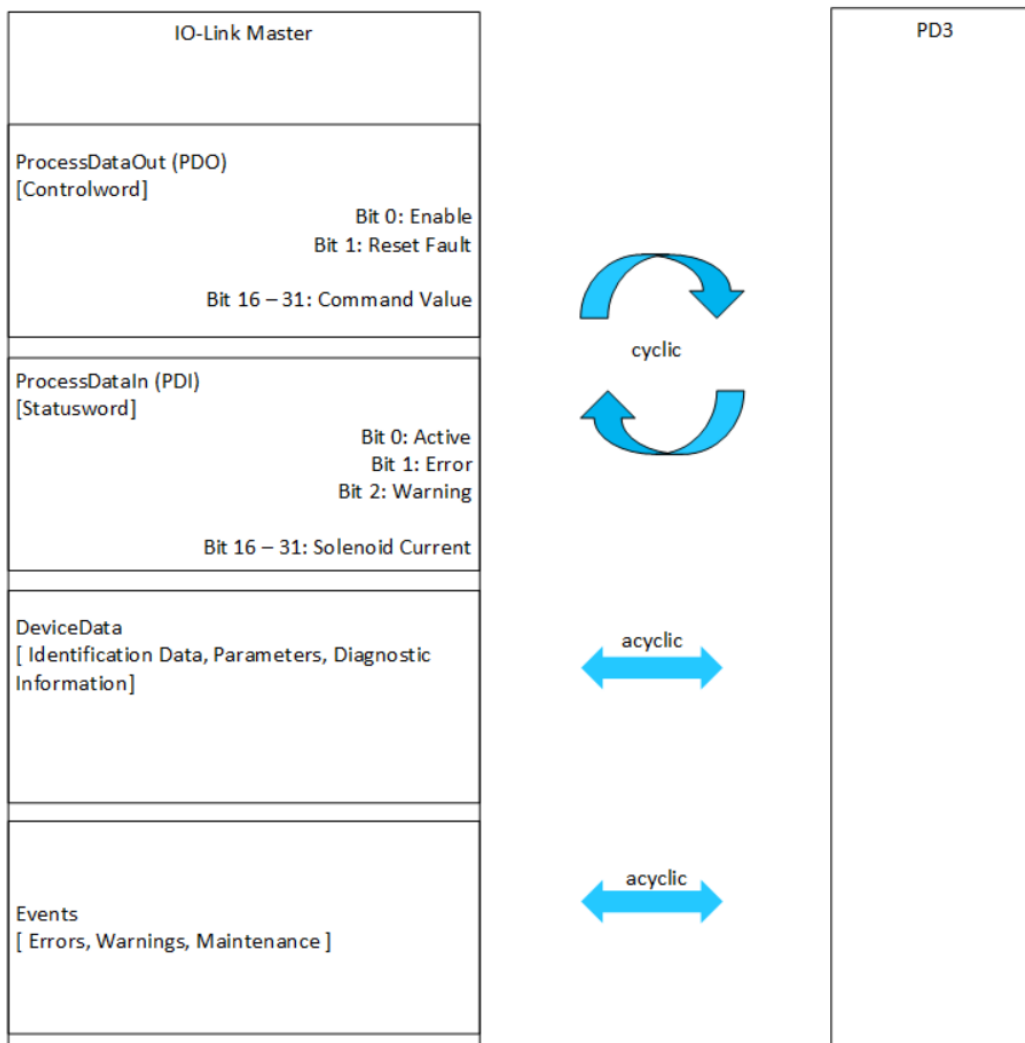 IO-Link Master
PD3
ProcessDataOut (PDO)
[Controlword]
Bit 0: Enable
Bit 1: Reset Fault
Bit 16 – 31: Command Value
cyclic
ProcessDataIn (PDI)
[Statusword]
Bit 0: Active
Bit 1: Error
Bit 2: Warning
Bit 16 – 31: Solenoid Current
DeviceData
[ Identification Data, Parameters, Diagnostic
Information]
acyclic
acyclic
Events
[ Errors, Warnings, Maintenance ]